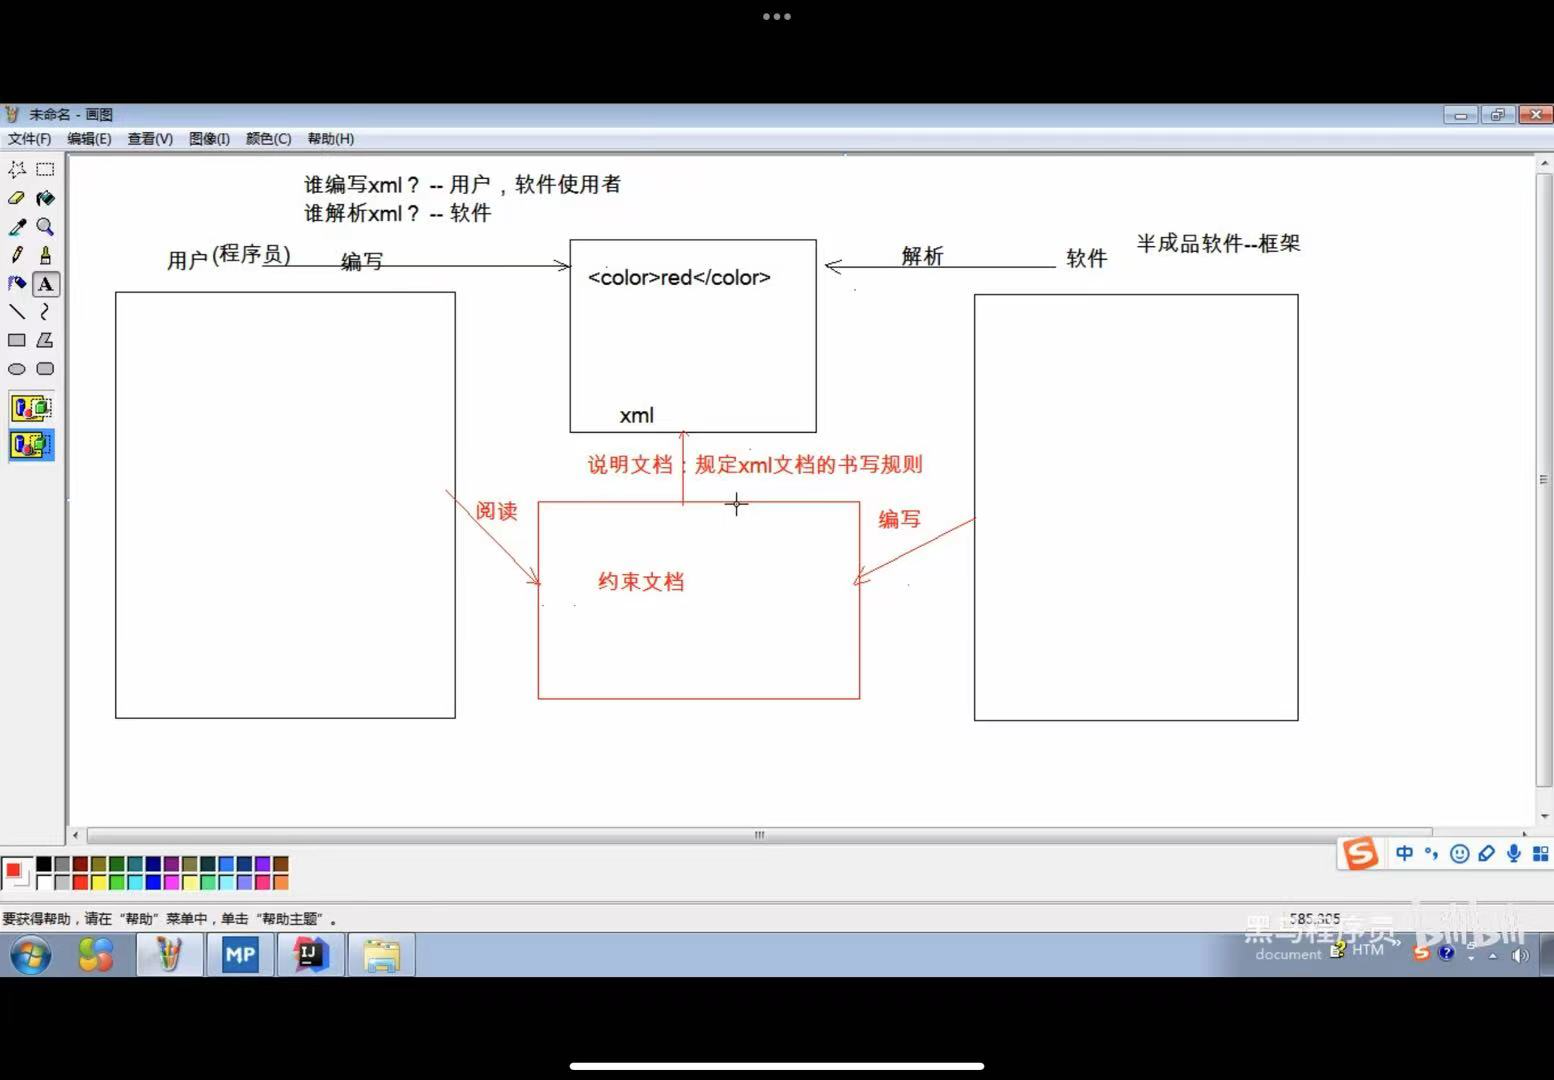 未命名 - 画图
文件(F) 编辑(E) 查看(V) 图像(I) 颜色(C) 帮助(H)
谁编写xml？ -- 用户，软件使用者
谁解析xml？ -- 软件
用户 (程序员) 编写
解析 软件 半成品软件--框架
<color>red</color>
xml
说明文档：规定xml文档的书写规则
阅读
编写
约束文档
中
要获得帮助，请在“帮助”菜单中，单击“帮助主题”。
585,305
黑马程序员 bilibili
MP
IJ
document
HTM